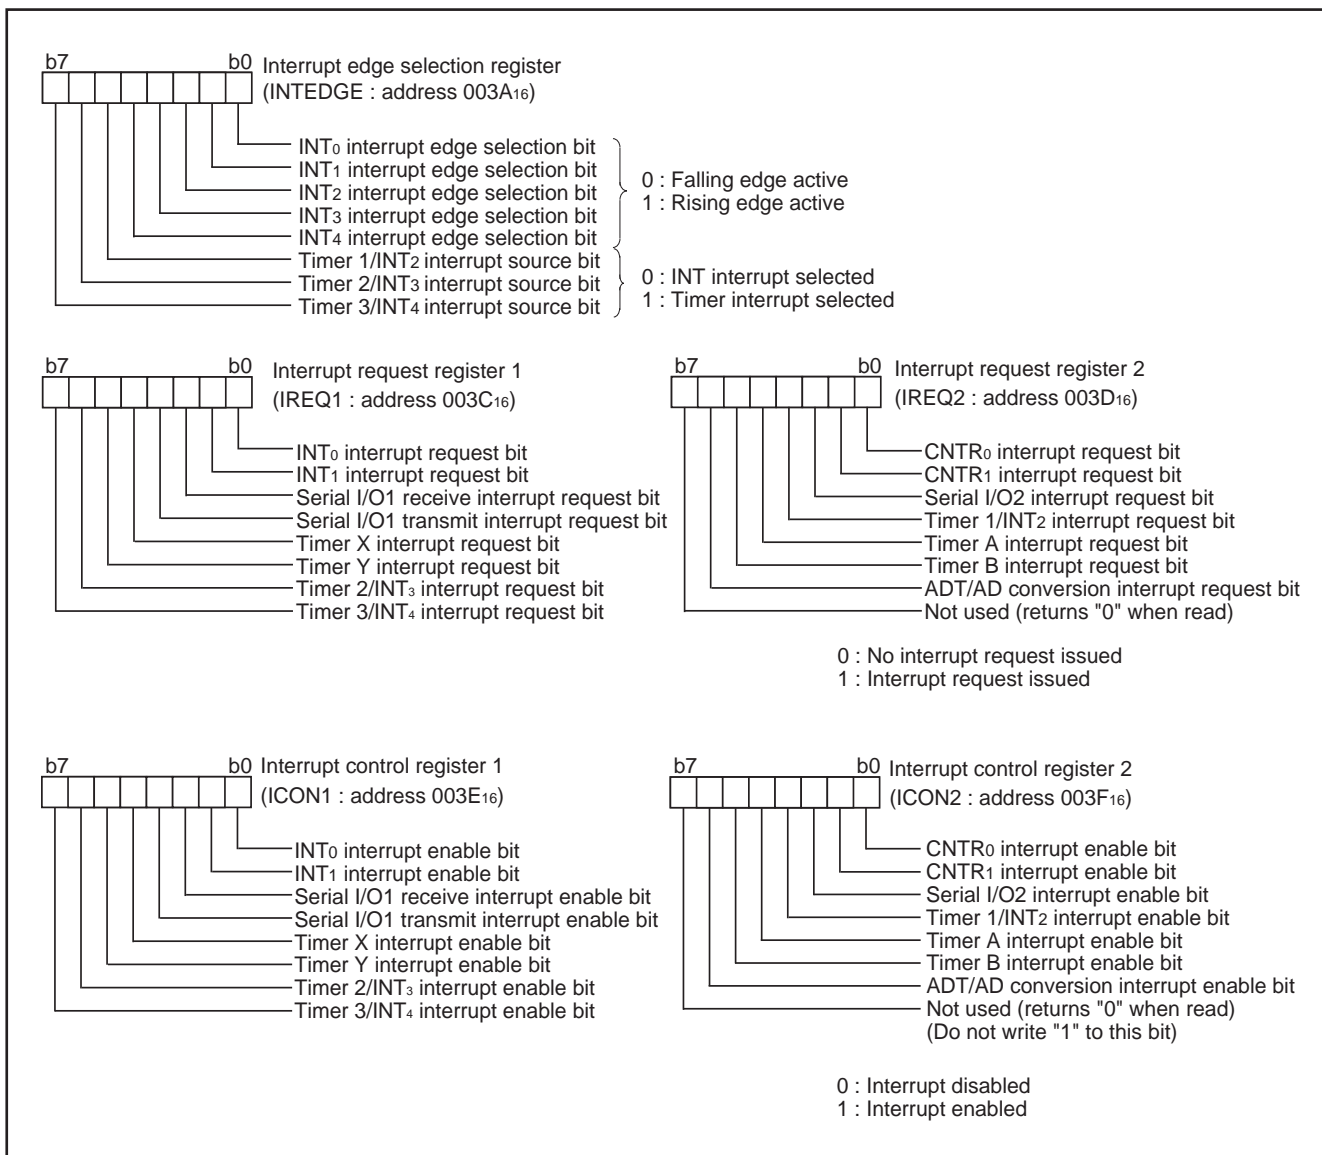 b7 b0 Interrupt edge selection register
(INTEDGE : address 003A16)
INT0 interrupt edge selection bit
INT1 interrupt edge selection bit
INT2 interrupt edge selection bit
INT3 interrupt edge selection bit
INT4 interrupt edge selection bit
0 : Falling edge active
1 : Rising edge active
Timer 1/INT2 interrupt source bit
Timer 2/INT3 interrupt source bit
Timer 3/INT4 interrupt source bit
0 : INT interrupt selected
1 : Timer interrupt selected
b7 b0 Interrupt request register 1
(IREQ1 : address 003C16)
INT0 interrupt request bit
INT1 interrupt request bit
Serial I/O1 receive interrupt request bit
Serial I/O1 transmit interrupt request bit
Timer X interrupt request bit
Timer Y interrupt request bit
Timer 2/INT3 interrupt request bit
Timer 3/INT4 interrupt request bit
b7 b0 Interrupt request register 2
(IREQ2 : address 003D16)
CNTR0 interrupt request bit
CNTR1 interrupt request bit
Serial I/O2 interrupt request bit
Timer 1/INT2 interrupt request bit
Timer A interrupt request bit
Timer B interrupt request bit
ADT/AD conversion interrupt request bit
Not used (returns "0" when read)
0 : No interrupt request issued
1 : Interrupt request issued
b7 b0 Interrupt control register 1
(ICON1 : address 003E16)
INT0 interrupt enable bit
INT1 interrupt enable bit
Serial I/O1 receive interrupt enable bit
Serial I/O1 transmit interrupt enable bit
Timer X interrupt enable bit
Timer Y interrupt enable bit
Timer 2/INT3 interrupt enable bit
Timer 3/INT4 interrupt enable bit
b7 b0 Interrupt control register 2
(ICON2 : address 003F16)
CNTR0 interrupt enable bit
CNTR1 interrupt enable bit
Serial I/O2 interrupt enable bit
Timer 1/INT2 interrupt enable bit
Timer A interrupt enable bit
Timer B interrupt enable bit
ADT/AD conversion interrupt enable bit
Not used (returns "0" when read)
(Do not write "1" to this bit)
0 : Interrupt disabled
1 : Interrupt enabled